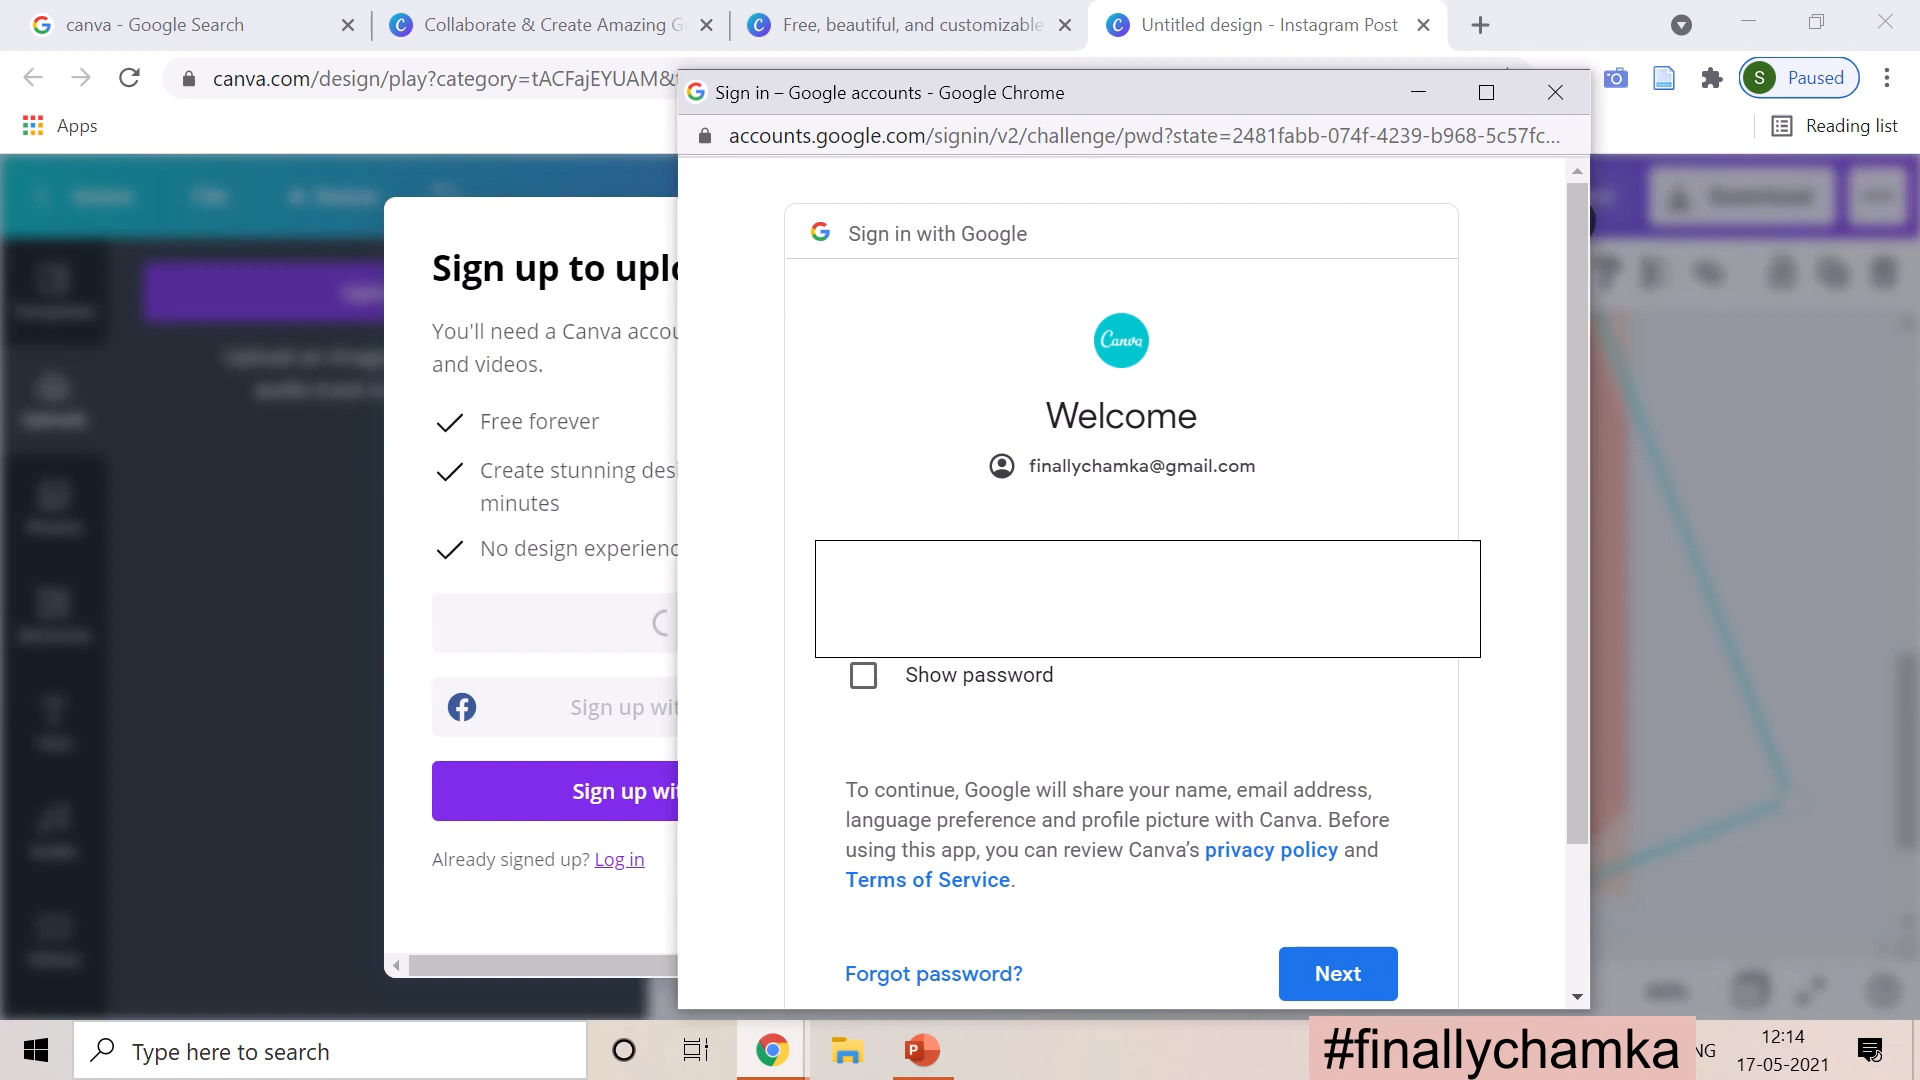 canva - Google Search
Collaborate & Create Amazing G
Free, beautiful, and customizable
Untitled design - Instagram Post
canva.com/design/play?category=tACFajEYUAM&
S
Paused
Apps
Reading list
Sign in – Google accounts - Google Chrome
accounts.google.com/signin/v2/challenge/pwd?state=2481fabb-074f-4239-b968-5c57fc...
Home
File
Download
Sign up to uplo
You'll need a Canva accou
and videos.
Free forever
Create stunning des
minutes
No design experienc
Sign up wit
Sign up wit
Already signed up? Log in
Sign in with Google
Canva
Welcome
finallychamka@gmail.com
Show password
To continue, Google will share your name, email address,
language preference and profile picture with Canva. Before
using this app, you can review Canva's privacy policy and
Terms of Service.
Forgot password?
Next
Type here to search
#finallychamka
NG
12:14
17-05-2021